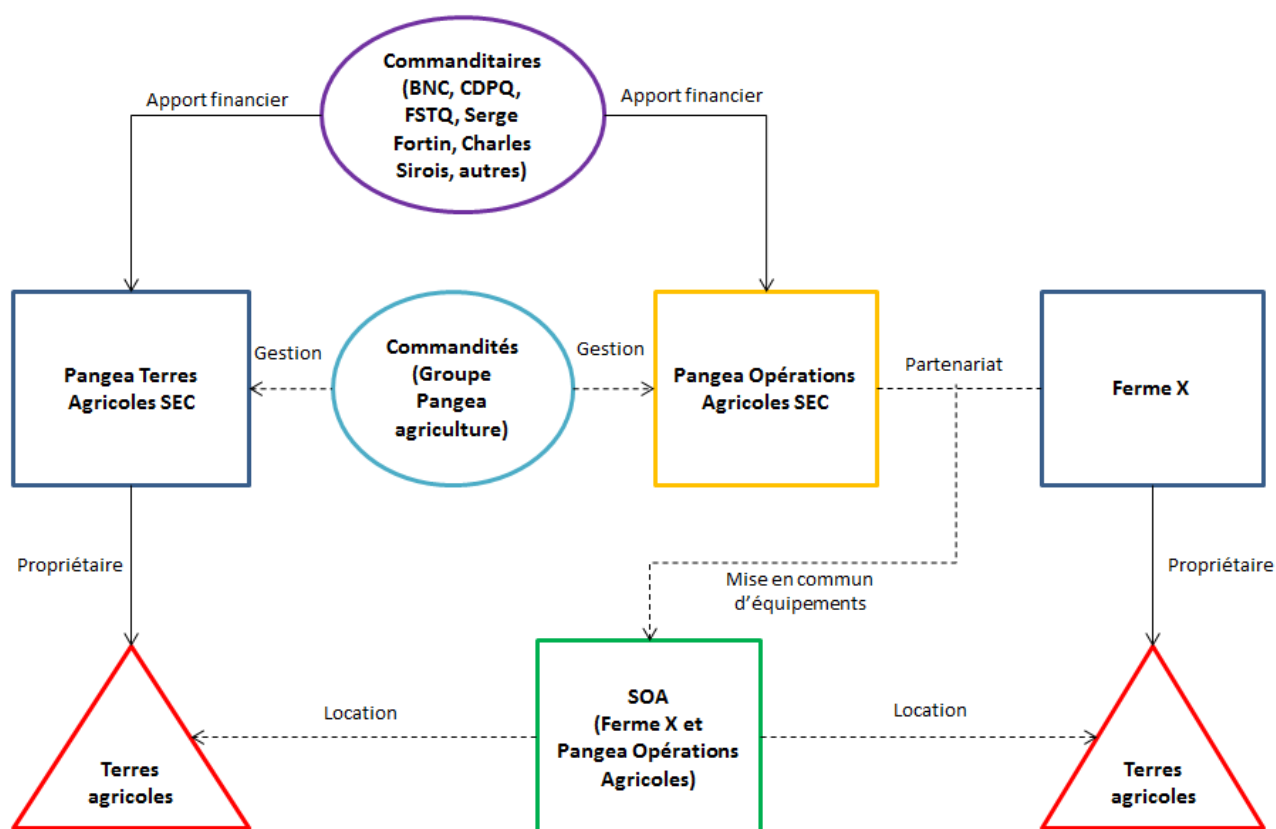 Commanditaires
(BNC, CDPQ,
FSTQ, Serge
Fortin, Charles
Sirois, autres)
Apport financier
Apport financier
Pangea Terres
Agricoles SEC
Gestion
Commandités
(Groupe
Pangea
agriculture)
Gestion
Pangea Opérations
Agricoles SEC
Partenariat
Ferme X
Propriétaire
Mise en commun
d'équipements
Propriétaire
Terres
agricoles
Location
SOA
(Ferme X et
Pangea Opérations
Agricoles)
Location
Terres
agricoles